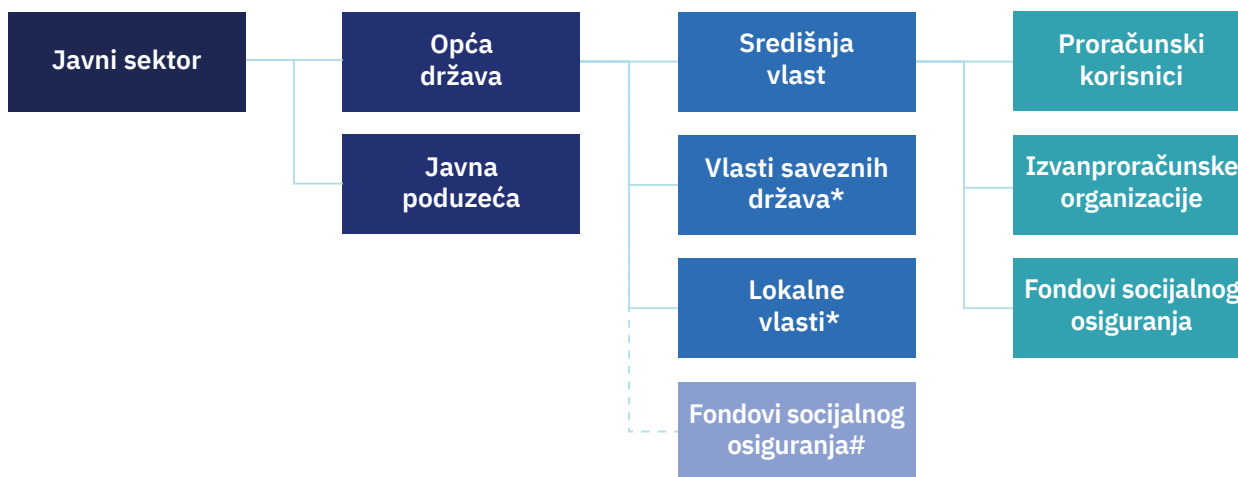 Javni sektor
Opća
država
Javna
poduzeća
Središnja
vlast
Vlasti saveznih
država*
Lokalne
vlasti*
Fondovi socijalnog
osiguranja#
Proračunski
korisnici
Izvanproračunske
organizacije
Fondovi socijalnog
osiguranja